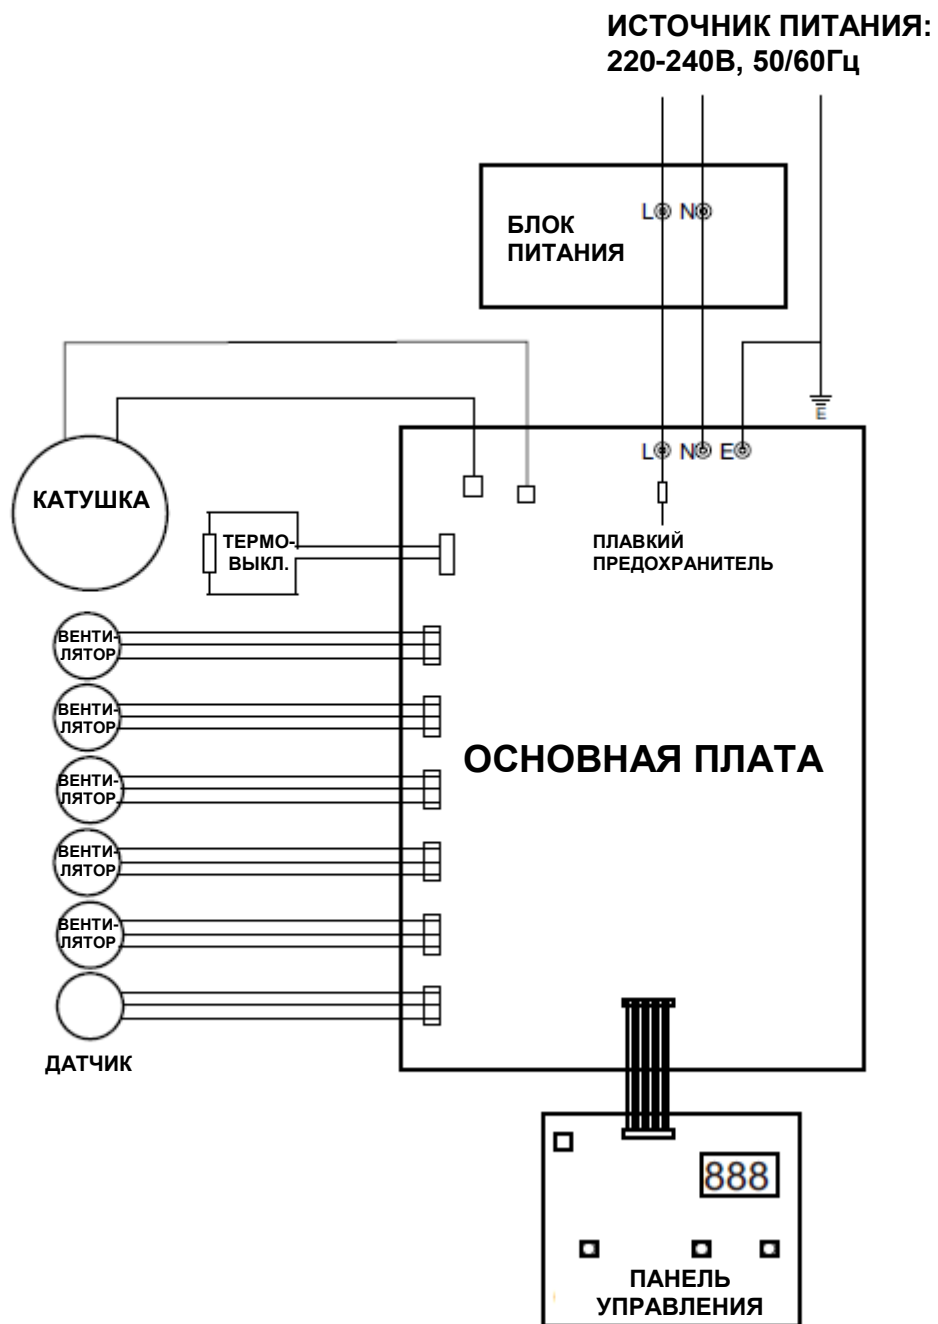 ИСТОЧНИК ПИТАНИЯ:
220-240В, 50/60Гц
L N
БЛОК
ПИТАНИЯ
E
L N E
КАТУШКА
ТЕРМО-
ВЫКЛ.
ПЛАВКИЙ
ПРЕДОХРАНИТЕЛЬ
ВЕНТИ-
ЛЯТОР
ВЕНТИ-
ЛЯТОР
ОСНОВНАЯ ПЛАТА
ВЕНТИ-
ЛЯТОР
ВЕНТИ-
ЛЯТОР
ВЕНТИ-
ЛЯТОР
ДАТЧИК
888
ПАНЕЛЬ
УПРАВЛЕНИЯ